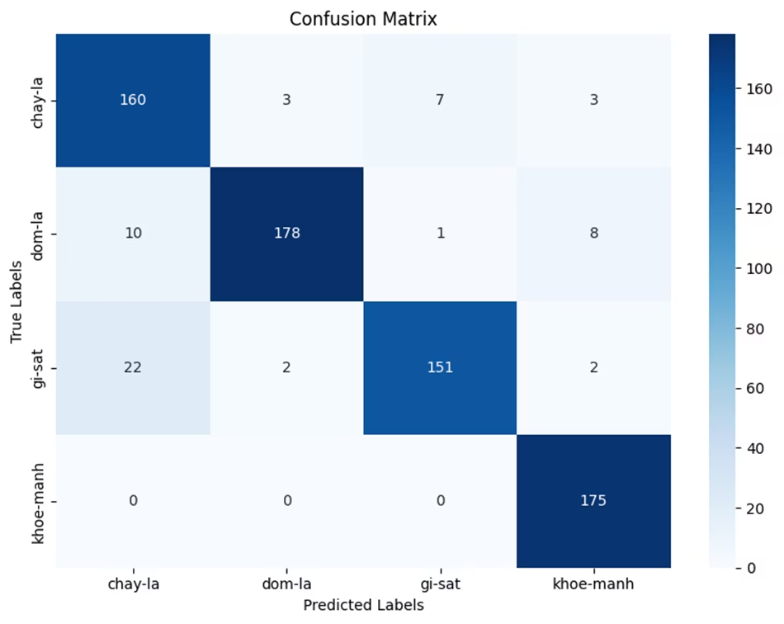 Confusion Matrix
True Labels
chay-la 160 3 7 3
dom-la 10 178 1 8
gi-sat 22 2 151 2
khoe-manh 0 0 0 175
chay-la dom-la gi-sat khoe-manh
Predicted Labels
160
140
120
100
80
60
40
20
0